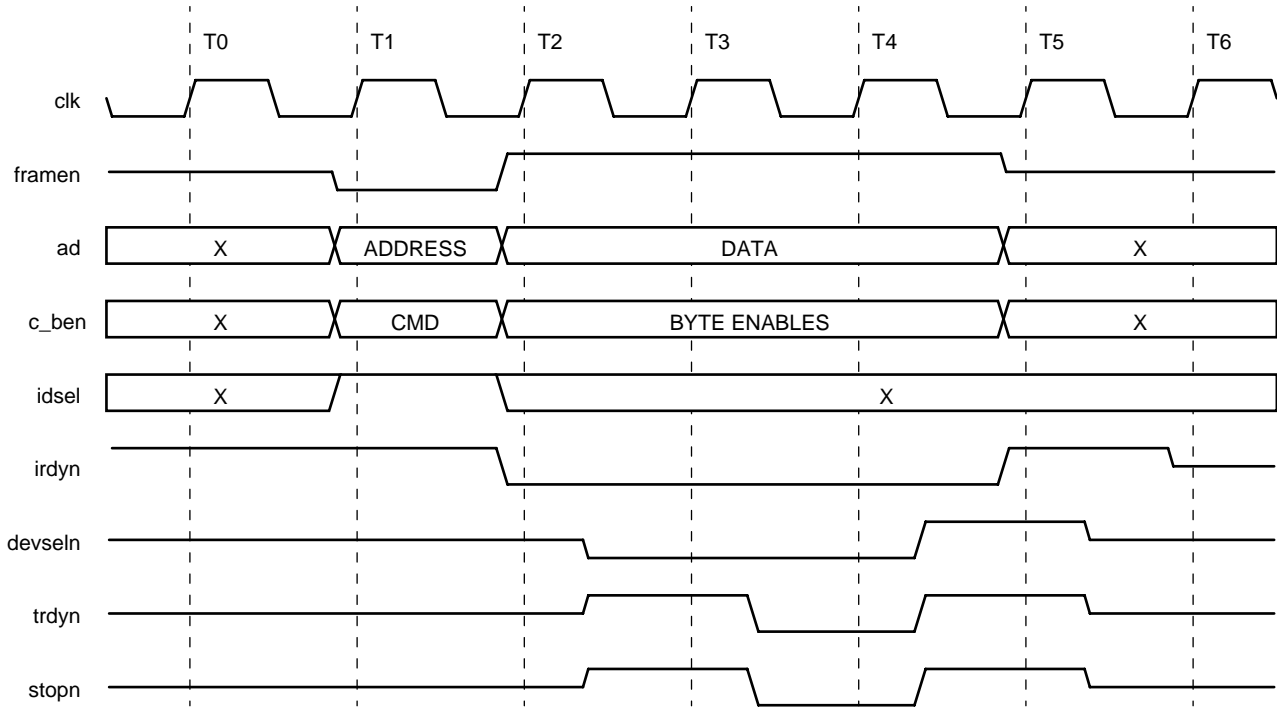 T0 T1 T2 T3 T4 T5 T6
clk
framen
ad X ADDRESS DATA X
c_ben X CMD BYTE ENABLES X
idsel X X
irdyn
devseln
trdyn
stopn